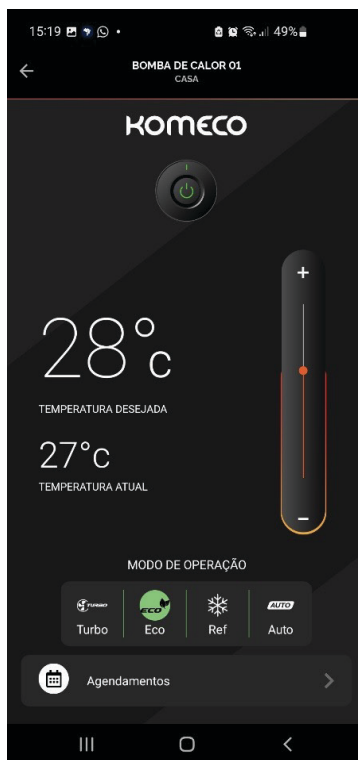 15:19 49%
BOMBA DE CALOR 01
CASA
KOMECO
+
28°c
TEMPERATURA DESEJADA
27°c
TEMPERATURA ATUAL
–
MODO DE OPERAÇÃO
TURBO ECO AUTO
Turbo Eco Ref Auto
Agendamentos